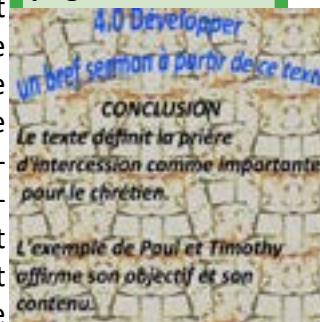 4.0 Développer
un bref sermon à partir de ce texte
CONCLUSION
Le texte définit la prière
d'intercession comme importante
pour le chrétien.
L'exemple de Paul et Timothy
affirme son objectif et son
contenu.